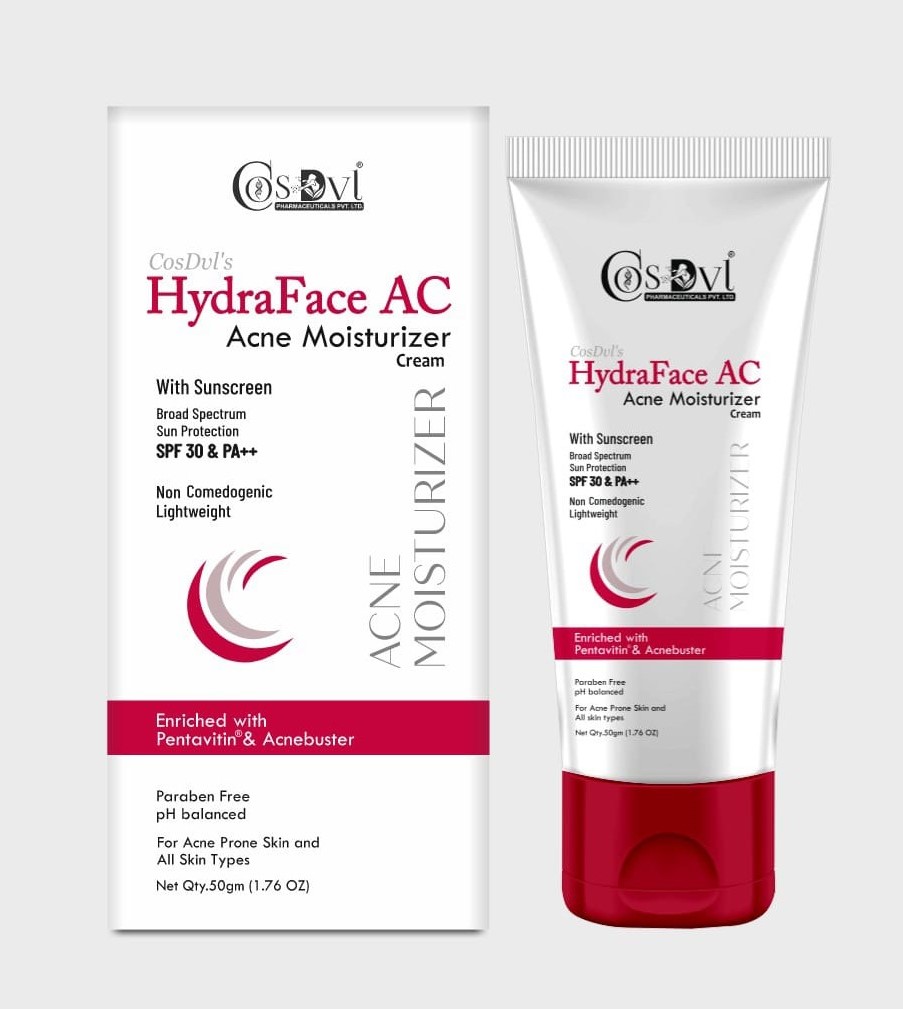 CosDvl®
PHARMACEUTICALS PVT. LTD.
CosDvl's
HydraFace AC
Acne Moisturizer
Cream
With Sunscreen
Broad Spectrum
Sun Protection
SPF 30 & PA++
Non Comedogenic
Lightweight
ACNE
MOISTURIZER
Enriched with
Pentavitin® & Acnebuster
Paraben Free
pH balanced
For Acne Prone Skin and
All Skin Types
Net Qty.50gm (1.76 OZ)
CosDvl®
PHARMACEUTICALS PVT. LTD.
CosDvl's
HydraFace AC
Acne Moisturizer
Cream
With Sunscreen
Broad Spectrum
Sun Protection
SPF 30 & PA++
Non Comedogenic
Lightweight
ACNE
MOISTURIZER
Enriched with
Pentavitin® & Acnebuster
Paraben Free
pH balanced
For Acne Prone Skin and
All skin types
Net Qty.50gm (1.76 OZ)